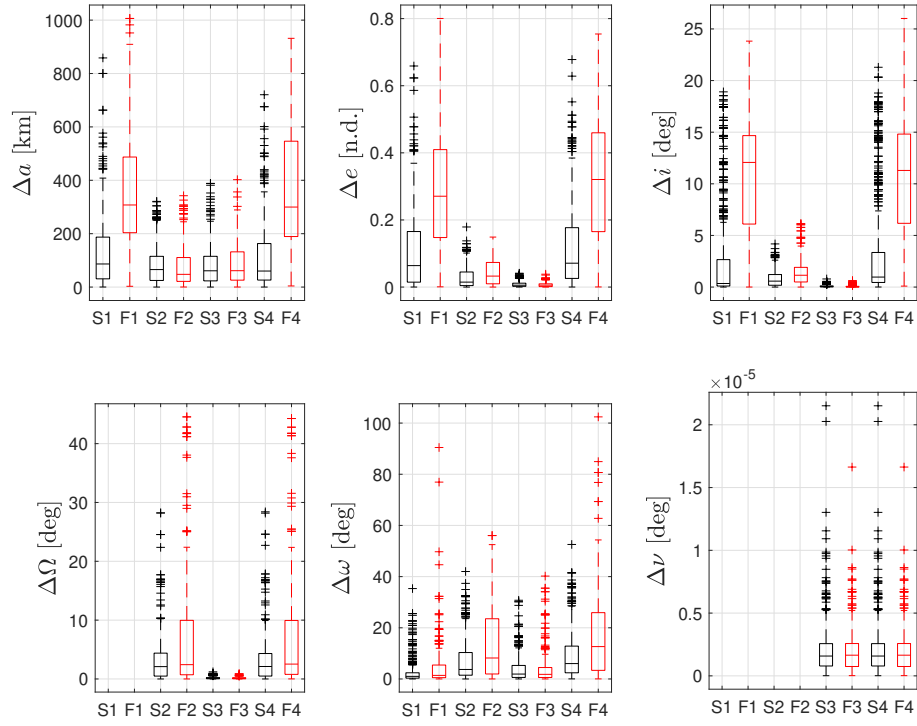 Δa [km]
1000
800
600
400
200
0
S1 F1 S2 F2 S3 F3 S4 F4
Δe [n.d.]
0.8
0.6
0.4
0.2
0
S1 F1 S2 F2 S3 F3 S4 F4
Δi [deg]
25
20
15
10
5
0
S1 F1 S2 F2 S3 F3 S4 F4
ΔΩ [deg]
40
30
20
10
0
S1 F1 S2 F2 S3 F3 S4 F4
Δω [deg]
100
80
60
40
20
0
S1 F1 S2 F2 S3 F3 S4 F4
× 10⁻⁵
Δν [deg]
2
1.5
1
0.5
0
S1 F1 S2 F2 S3 F3 S4 F4